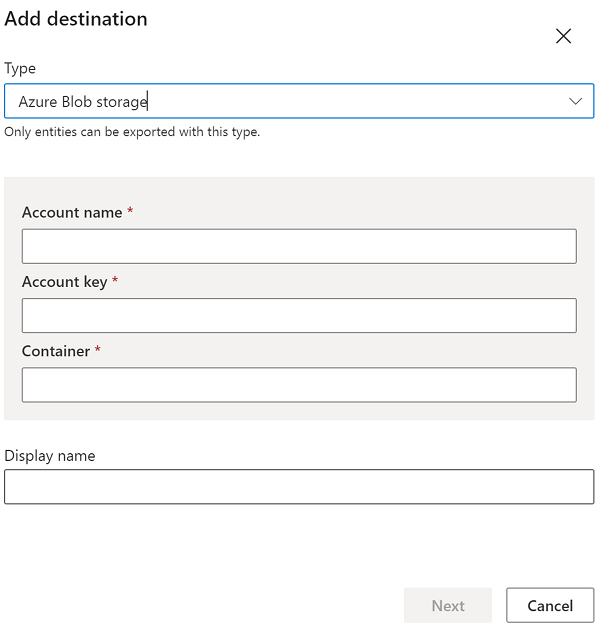 Add destination
Type
Azure Blob storage
Only entities can be exported with this type.
Account name *
Account key *
Container *
Display name
Next
Cancel